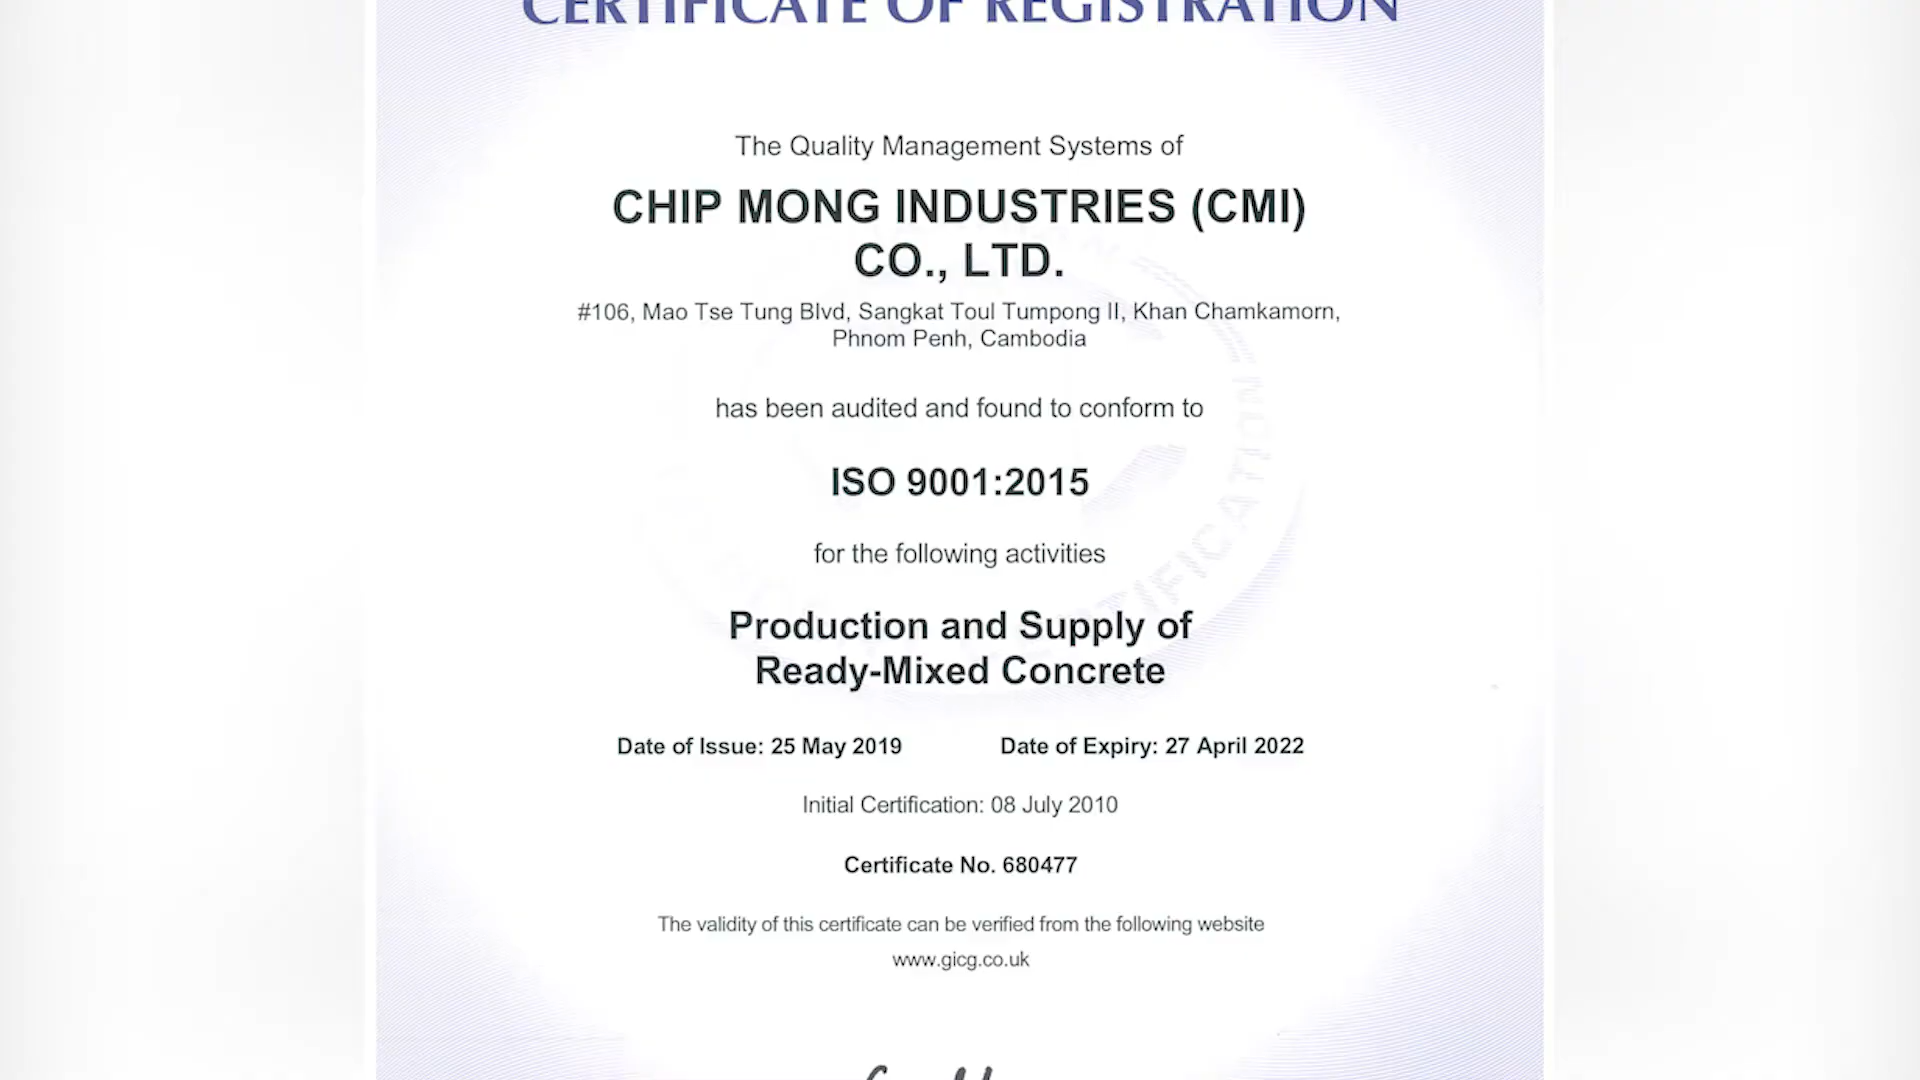 CERTIFICATE OF REGISTRATION
The Quality Management Systems of
CHIP MONG INDUSTRIES (CMI)
CO., LTD.
#106, Mao Tse Tung Blvd, Sangkat Toul Tumpong II, Khan Chamkamorn,
Phnom Penh, Cambodia
has been audited and found to conform to
ISO 9001:2015
for the following activities
Production and Supply of
Ready-Mixed Concrete
Date of Issue: 25 May 2019 Date of Expiry: 27 April 2022
Initial Certification: 08 July 2010
Certificate No. 680477
The validity of this certificate can be verified from the following website
www.gicg.co.uk